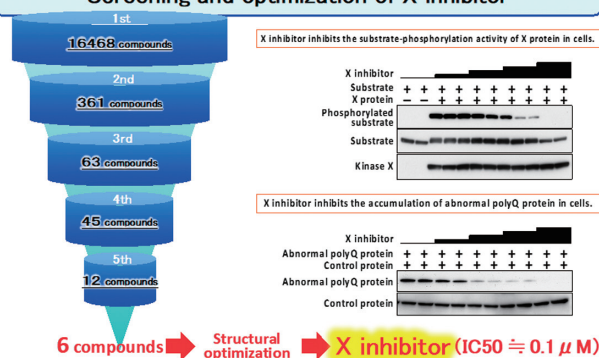 Screening and optimization of X inhibitor
1st
16468 compounds
2nd
361 compounds
3rd
63 compounds
4th
45 compounds
5th
12 compounds
6 compounds
Structural
optimization
X inhibitor (IC50 ≒ 0.1 μM)
X inhibitor inhibits the substrate-phosphorylation activity of X protein in cells.
X inhibitor
Substrate + + + + + + + + + +
X protein − − + + + + + + + +
Phosphorylated
substrate
Substrate
Kinase X
X inhibitor inhibits the accumulation of abnormal polyQ protein in cells.
X inhibitor
Abnormal polyQ protein + + + + + + + + + +
Control protein + + + + + + + + + +
Abnormal polyQ protein
Control protein